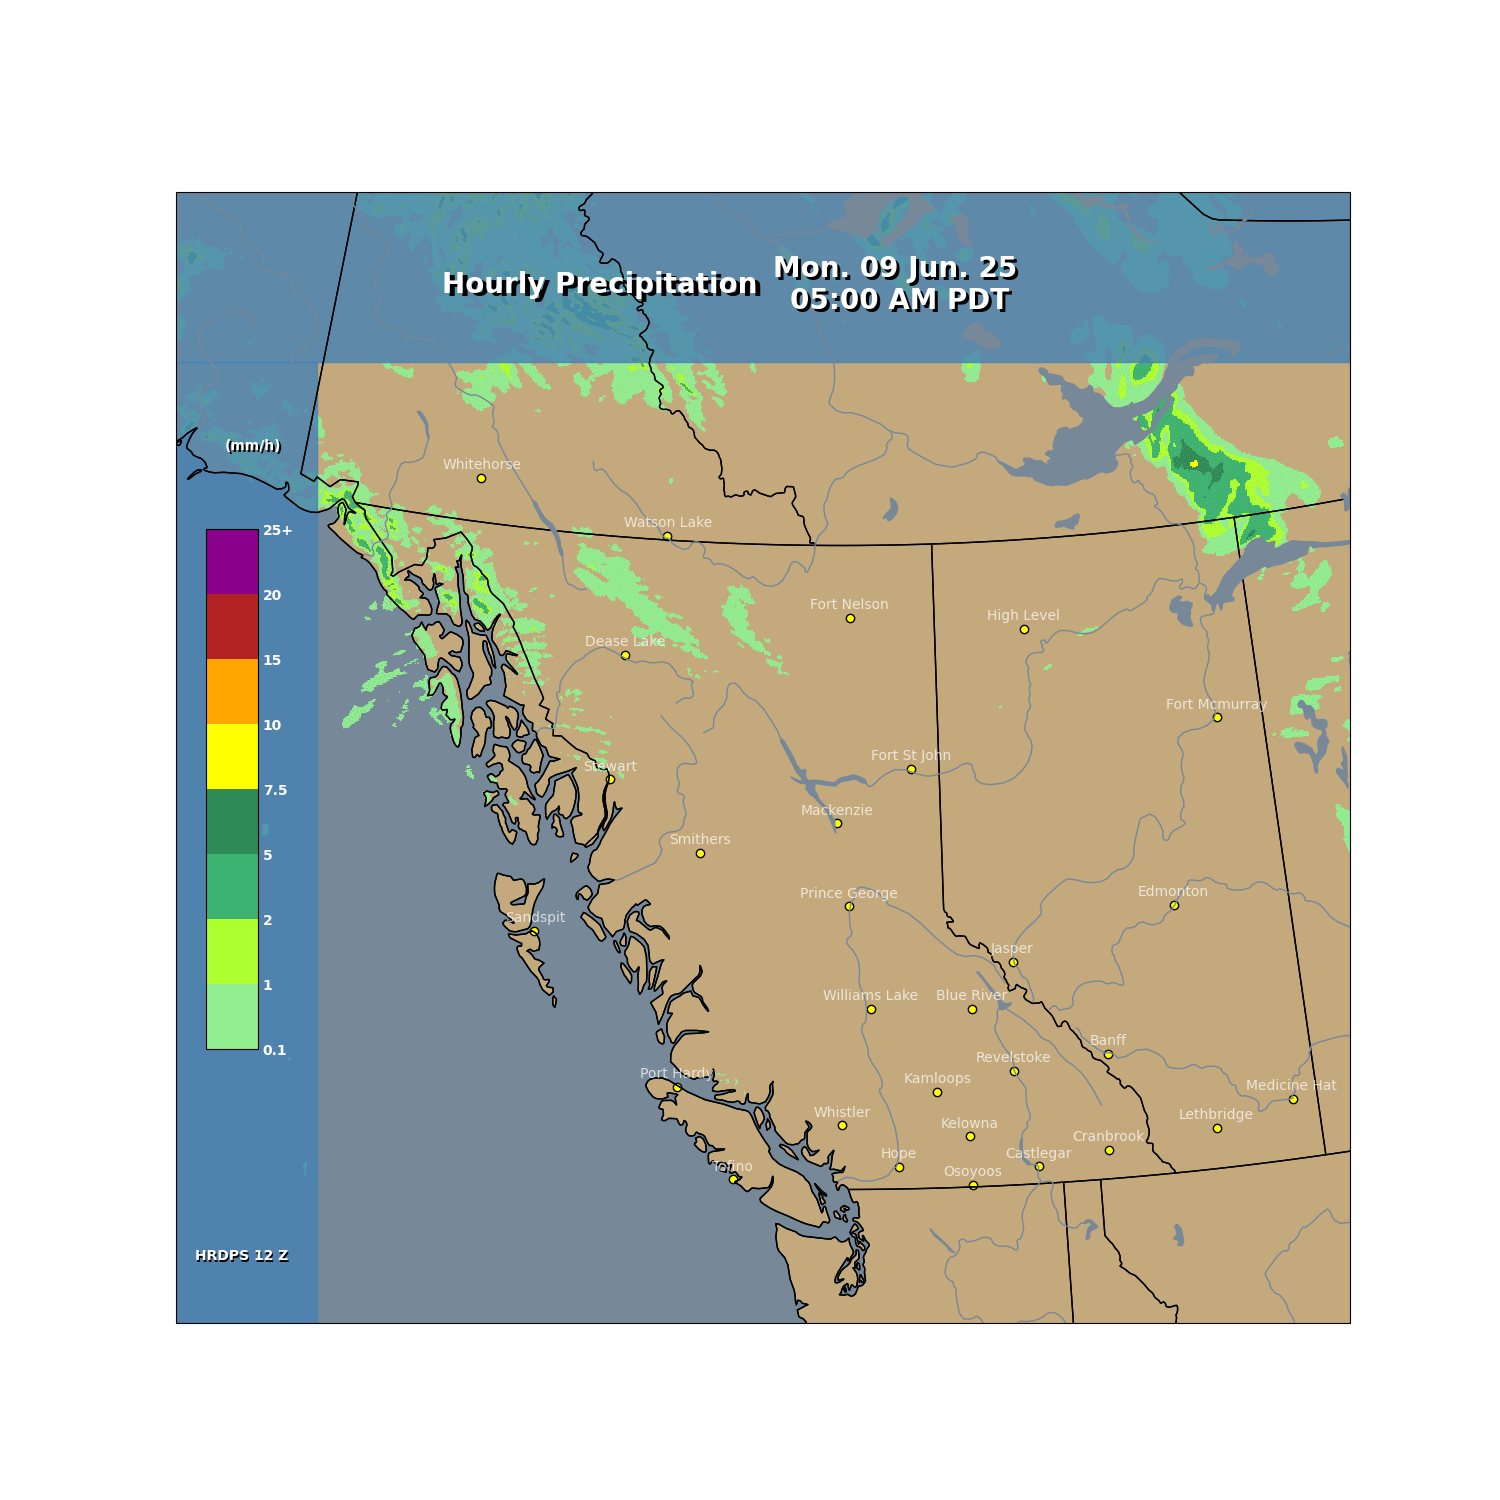 Hourly Precipitation
Mon. 09 Jun. 25
05:00 AM PDT
(mm/h)
25+
20
15
10
7.5
5
2
1
0.1
HRDPS 12 Z
Whitehorse
Watson Lake
Fort Nelson
High Level
Dease Lake
Fort Mcmurray
Fort St John
Stewart
Mackenzie
Smithers
Prince George
Edmonton
Sandspit
Jasper
Williams Lake
Blue River
Banff
Revelstoke
Port Hardy
Kamloops
Medicine Hat
Whistler
Lethbridge
Kelowna
Cranbrook
Hope
Castlegar
Tofino
Osoyoos